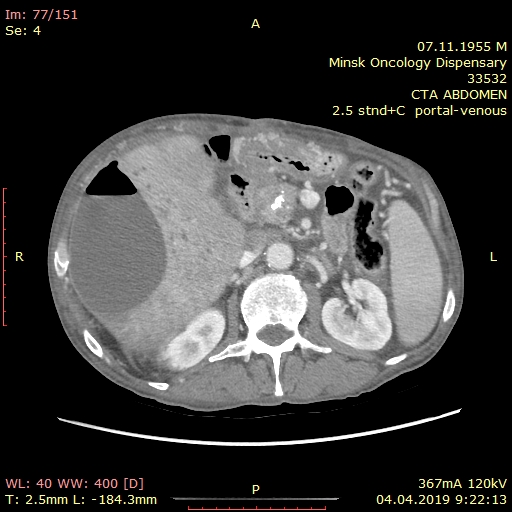 Im: 77/151
Se: 4
A
07.11.1955 M
Minsk Oncology Dispensary
33532
CTA ABDOMEN
2.5 stnd+C portal-venous
R
L
WL: 40 WW: 400 [D]
T: 2.5mm L: -184.3mm
P
367mA 120kV
04.04.2019 9:22:13